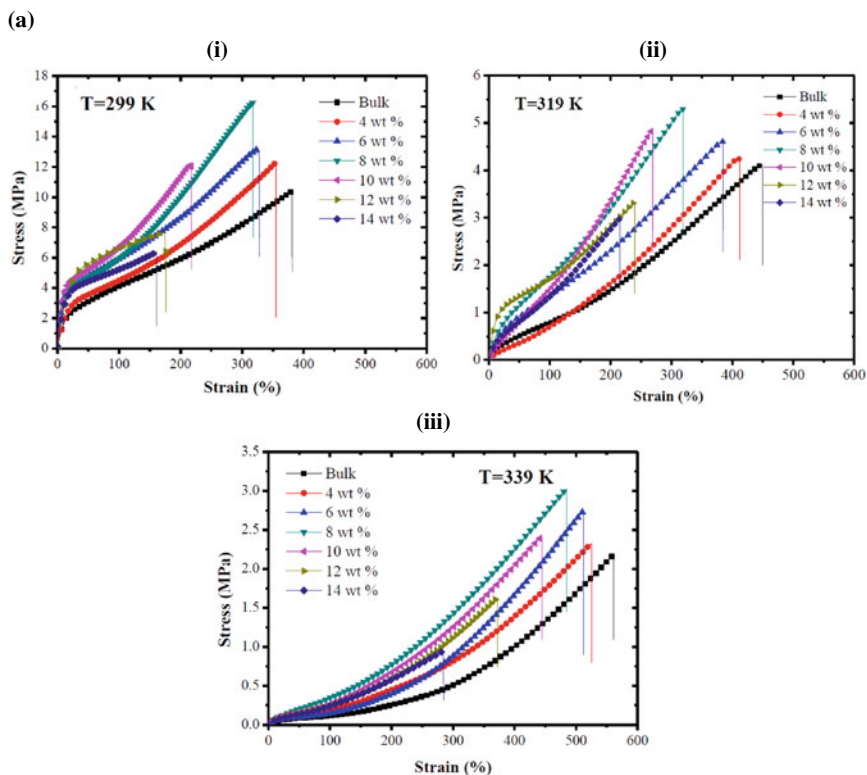 (a)
(i)
18
16
14
12
10
8
6
4
2
0
Stress (MPa)
T=299 K
Bulk
4 wt %
6 wt %
8 wt %
10 wt %
12 wt %
14 wt %
0 100 200 300 400 500 600
Strain (%)
(ii)
6
5
4
3
2
1
0
Stress (MPa)
T=319 K
Bulk
4 wt %
6 wt %
8 wt %
10 wt %
12 wt %
14 wt %
0 100 200 300 400 500 600
Strain (%)
(iii)
3.5
3.0
2.5
2.0
1.5
1.0
0.5
0.0
Stress (MPa)
Bulk
4 wt %
6 wt %
8 wt %
10 wt %
12 wt %
14 wt %
T=339 K
0 100 200 300 400 500 600
Strain (%)